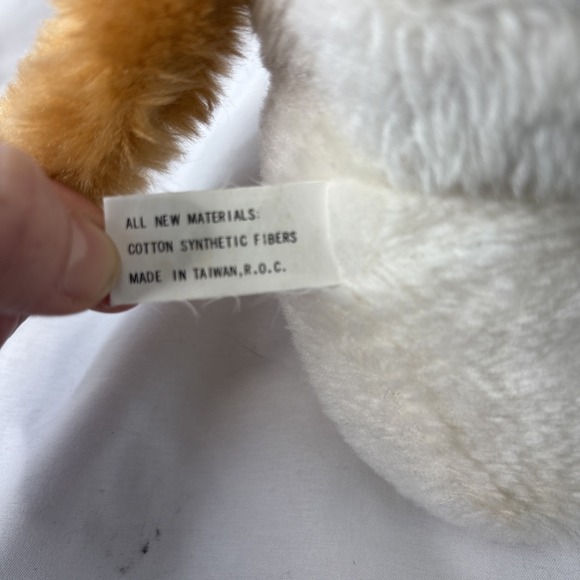 ALL NEW MATERIALS:
COTTON SYNTHETIC FIBERS
MADE IN TAIWAN,R.O.C.